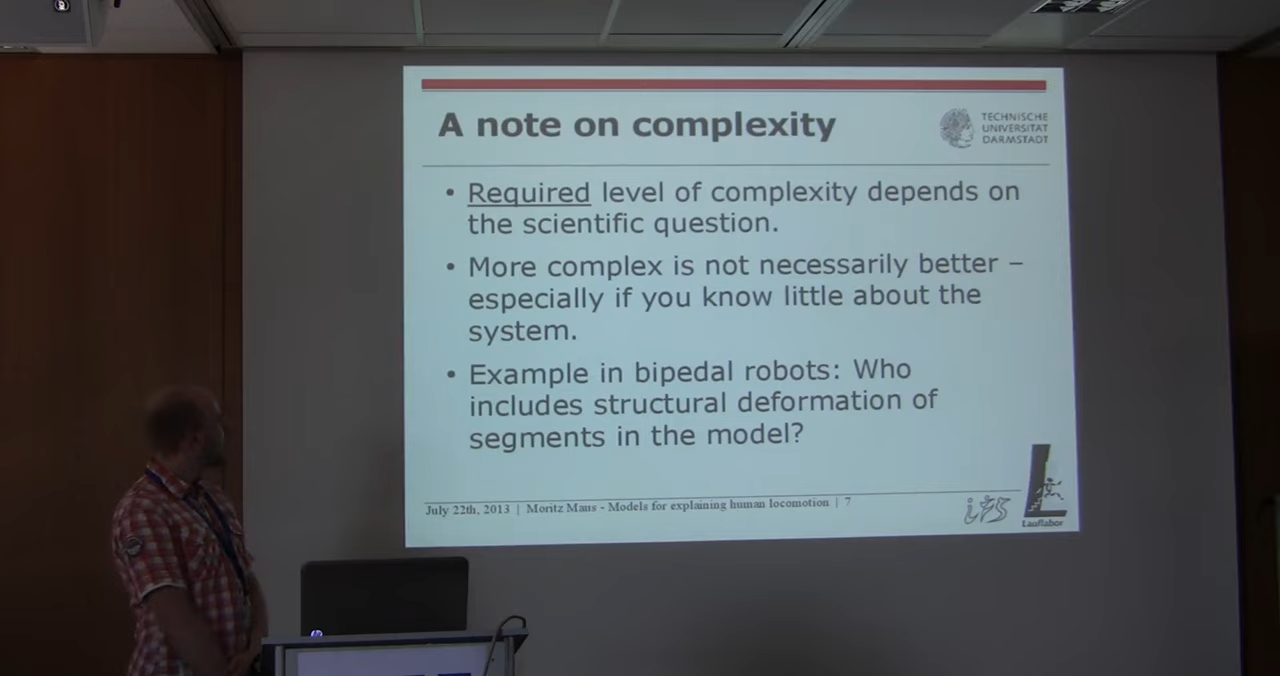 A note on complexity
TECHNISCHE
UNIVERSITÄT
DARMSTADT
• Required level of complexity depends on
the scientific question.
• More complex is not necessarily better –
especially if you know little about the
system.
• Example in bipedal robots: Who
includes structural deformation of
segments in the model?
July 22th, 2013 | Moritz Maus - Models for explaining human locomotion | 7
Lauflabor
hp